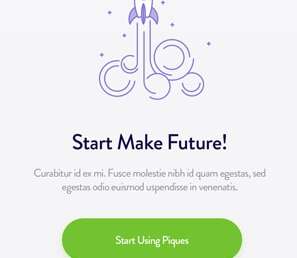 Start Make Future!
Curabitur id ex mi. Fusce molestie nibh id quam egestas, sed
egestas odio euismod uspendisse in venenatis.
Start Using Piques